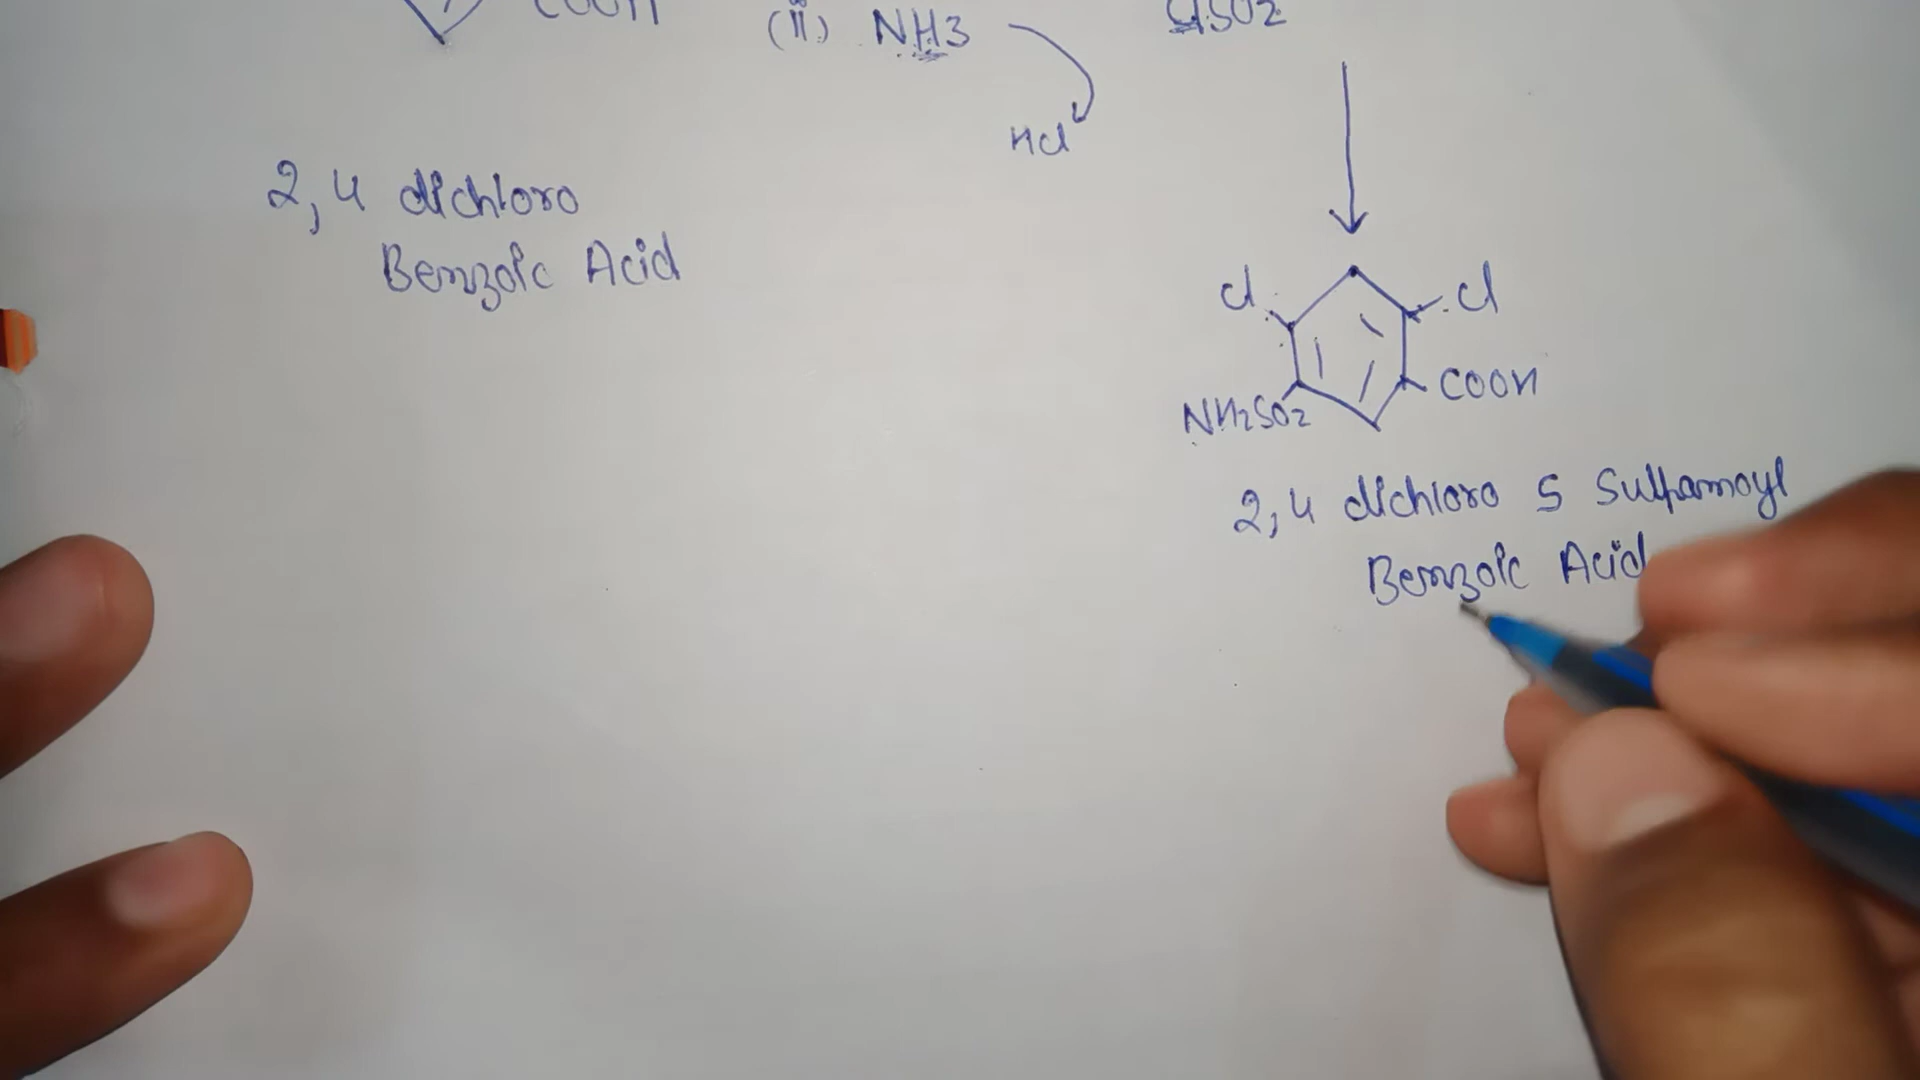 COOH
(ii) NH3
ClSO2
HCl
2,4 dichloro
Benzoic Acid
Cl
Cl
COOH
NH2SO2
2,4 dichloro 5 Sulfamoyl
Benzoic Acid